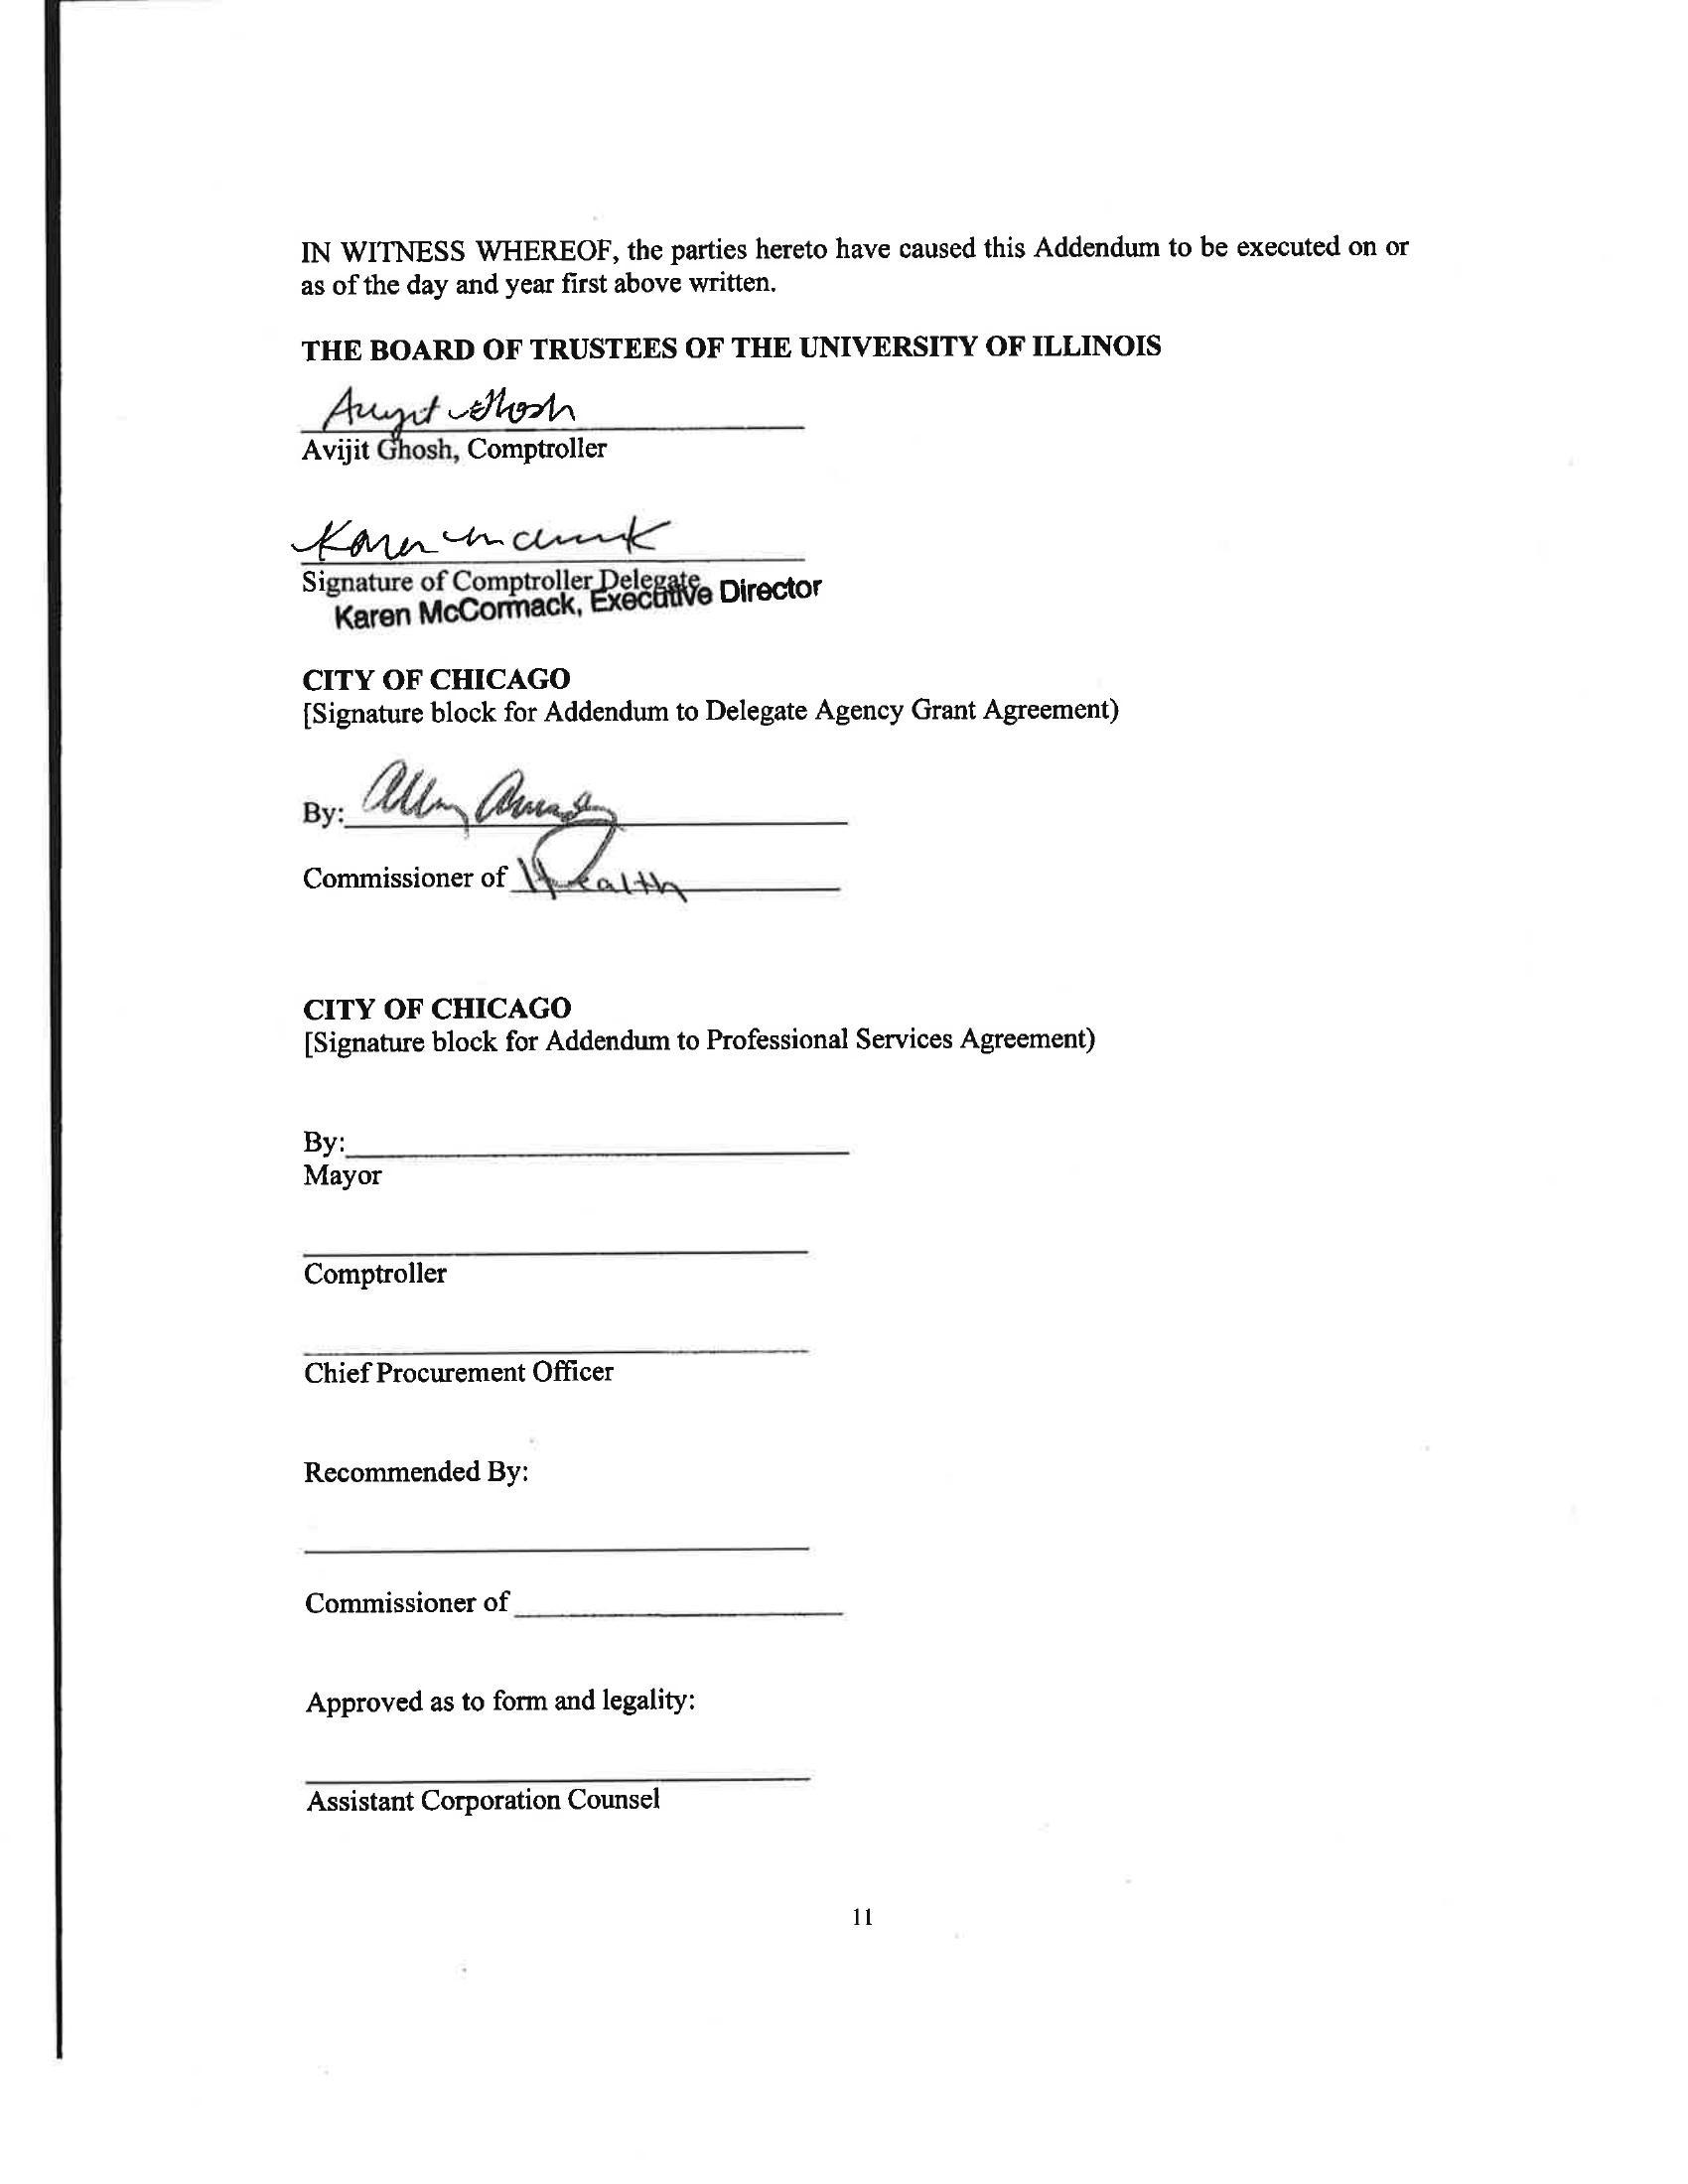 IN WITNESS WHEREOF, the parties hereto have caused this Addendum to be executed on or
as of the day and year first above written.
THE BOARD OF TRUSTEES OF THE UNIVERSITY OF ILLINOIS
Avijit Ghosh
Avijit Ghosh, Comptroller
Karen McCormack
Signature of Comptroller Delegate
Karen McCormack, Executive Director
CITY OF CHICAGO
[Signature block for Addendum to Delegate Agency Grant Agreement)
By:
Commissioner of Health
CITY OF CHICAGO
[Signature block for Addendum to Professional Services Agreement)
By:
Mayor
Comptroller
Chief Procurement Officer
Recommended By:
Commissioner of
Approved as to form and legality:
Assistant Corporation Counsel
11